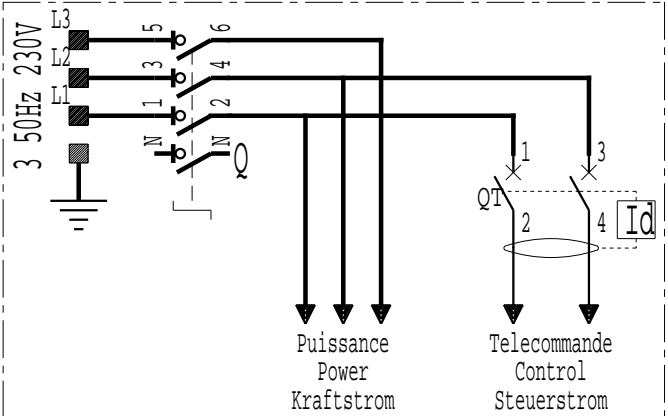 3 50Hz 230V
L3
5
6
L2
3
4
L1
1
2
N
N
Q
1
3
QT
2
4
Id
Puissance
Power
Kraftstrom
Telecommande
Control
Steuerstrom